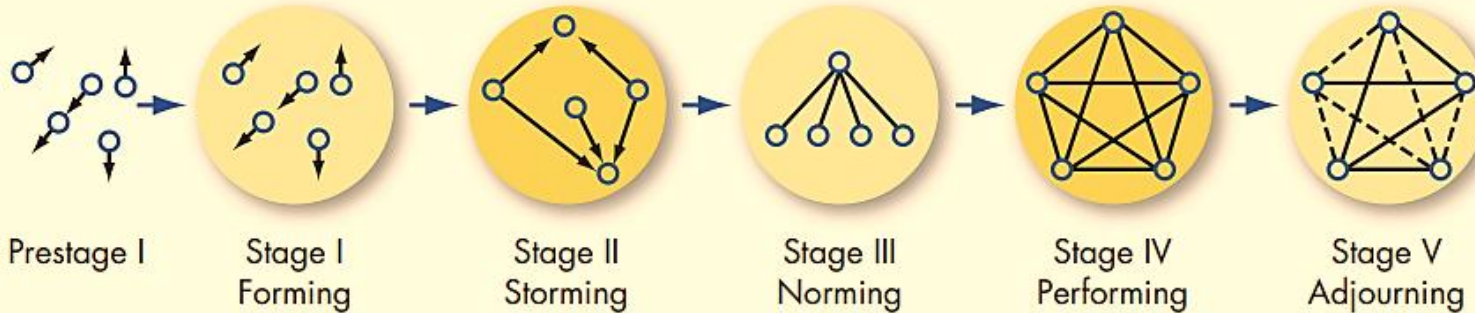 Prestage I
Stage I
Forming
Stage II
Storming
Stage III
Norming
Stage IV
Performing
Stage V
Adjourning